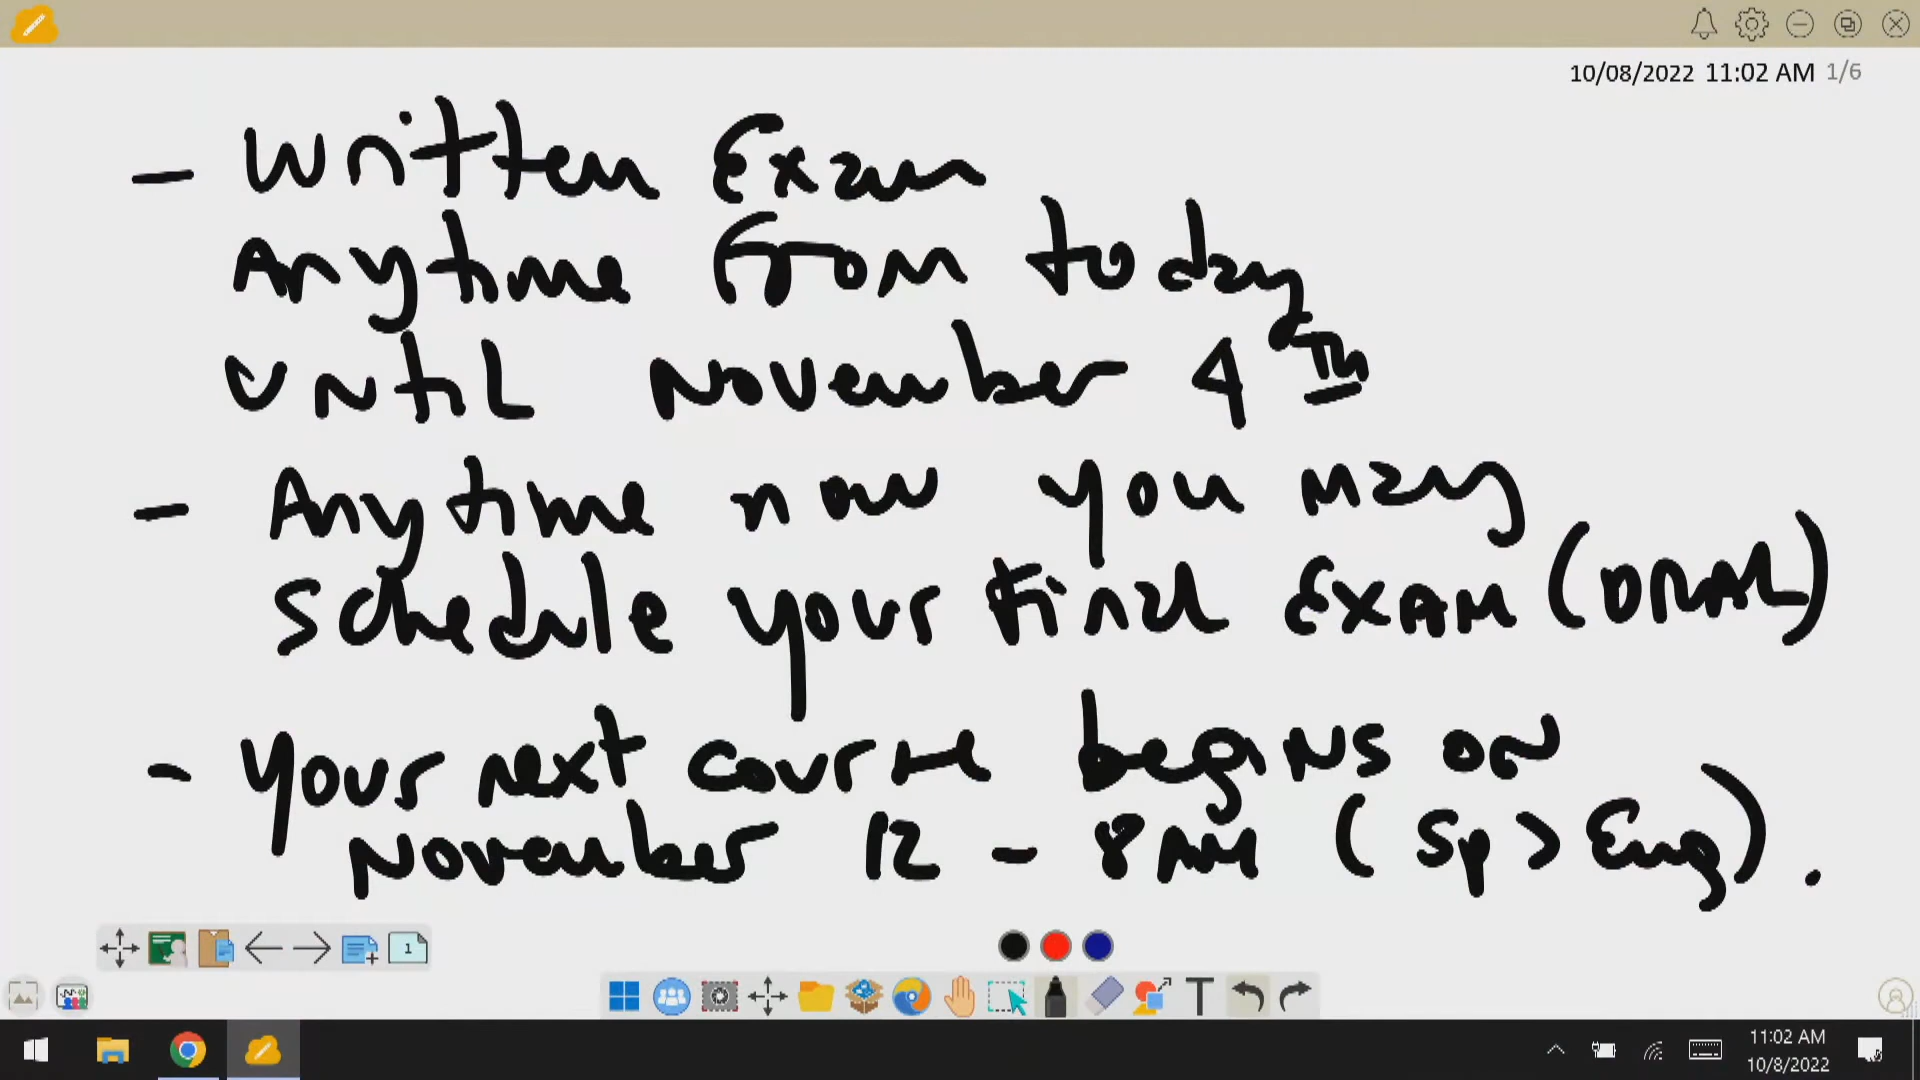 10/08/2022 11:02 AM 1/6
- Written Exam
Anytime from today
until November 4th
- Anytime now you may
schedule your final EXAM (ORAL)
- Your next course begins on
November 12 - 8AM (Sp > Eng).
1
T
11:02 AM
10/8/2022